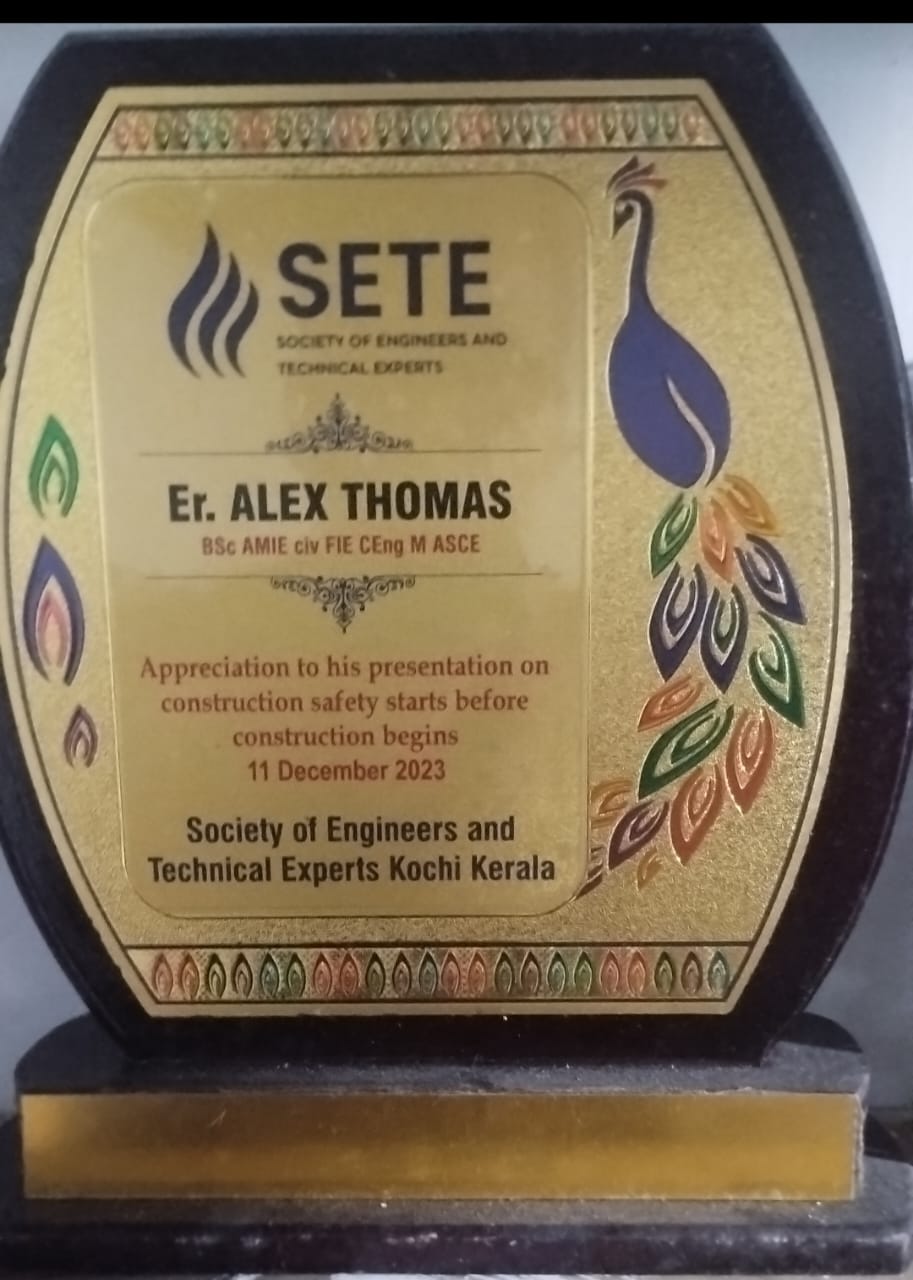 SETE
SOCIETY OF ENGINEERS AND
TECHNICAL EXPERTS
Er. ALEX THOMAS
BSc AMIE civ FIE CEng M ASCE
Appreciation to his presentation on
construction safety starts before
construction begins
11 December 2023
Society of Engineers and
Technical Experts Kochi Kerala